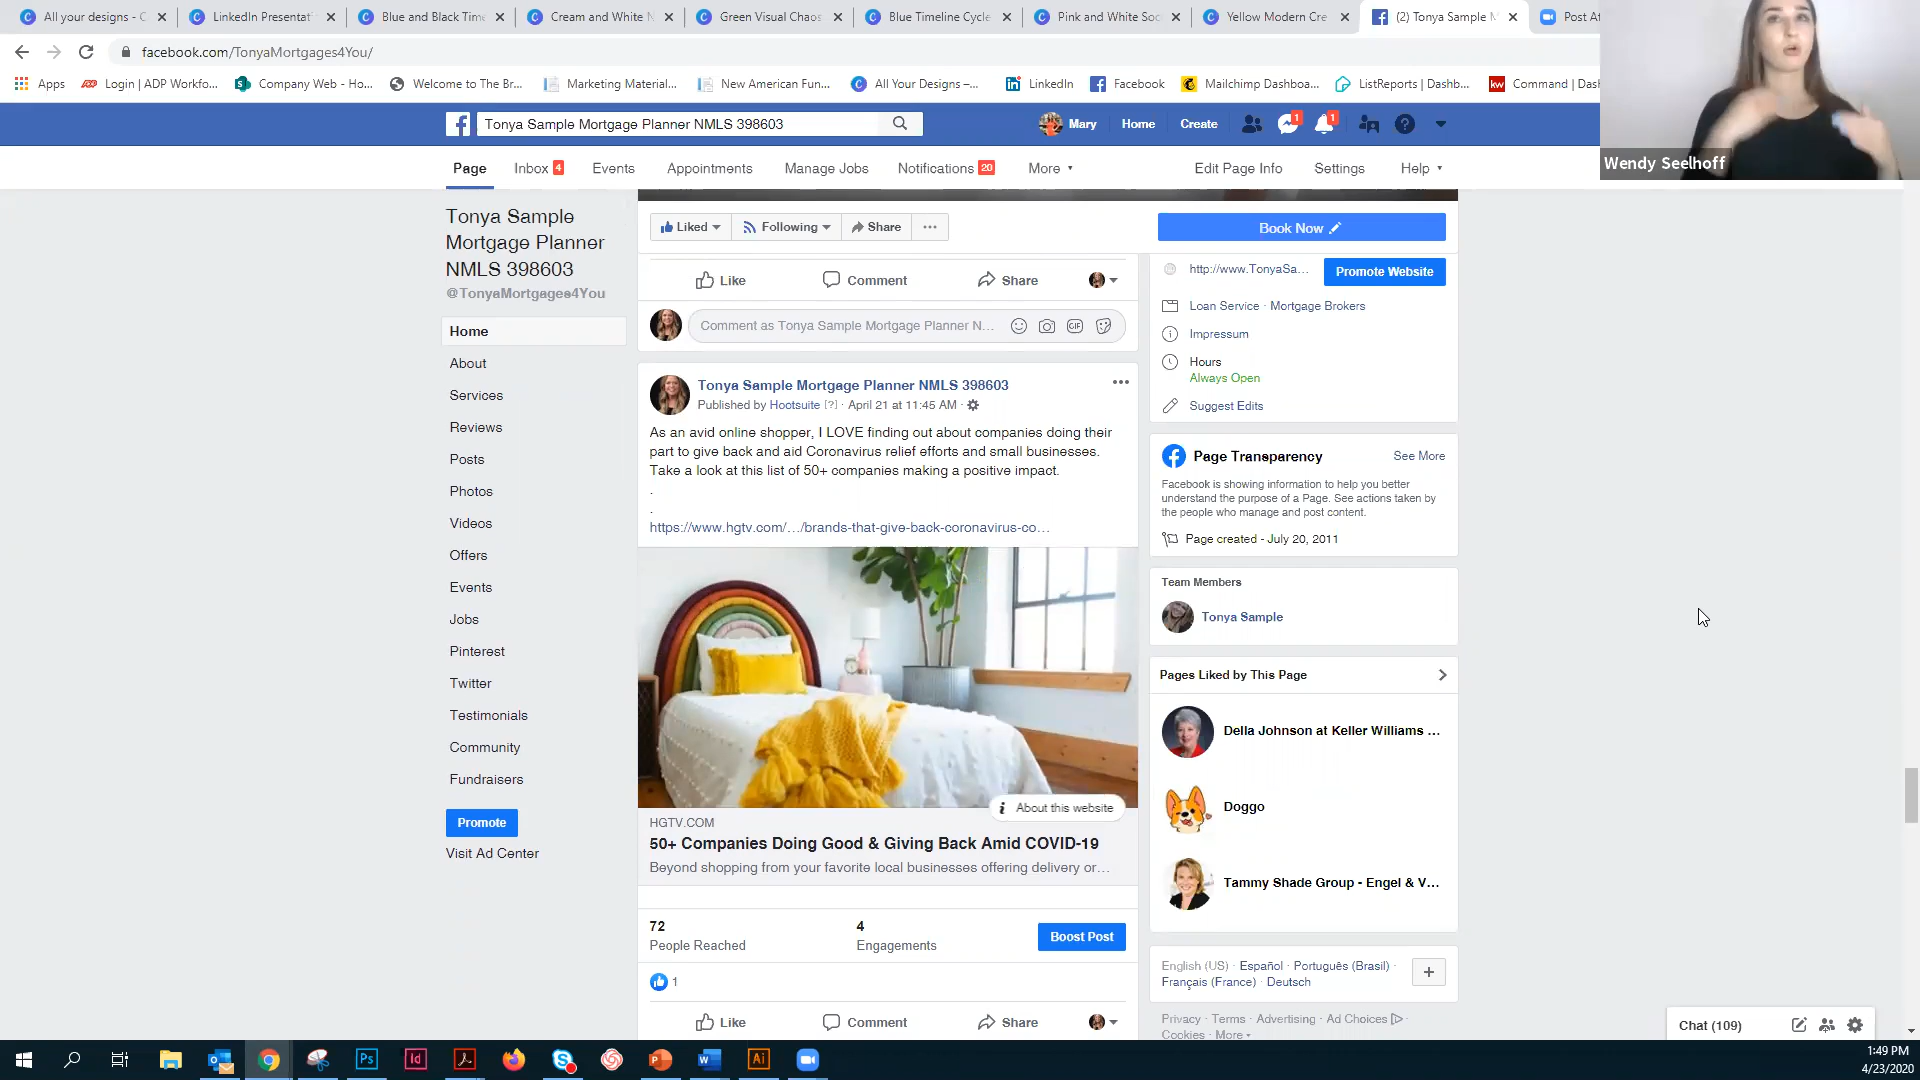 All your designs - C
LinkedIn Presentat
Blue and Black Time
Cream and White N
Green Visual Chaos
Blue Timeline Cycle
Pink and White Soc
Yellow Modern Cre
(2) Tonya Sample M
Post At
facebook.com/TonyaMortgages4You/
Apps
Login | ADP Workfo...
Company Web - Ho...
Welcome to The Br...
Marketing Material...
New American Fun...
All Your Designs –...
LinkedIn
Facebook
Mailchimp Dashboa...
ListReports | Dashb...
Command | Das
Wendy Seelhoff
Tonya Sample Mortgage Planner NMLS 398603
Mary
Home
Create
1
1
Page
Inbox 4
Events
Appointments
Manage Jobs
Notifications 20
More
Edit Page Info
Settings
Help
Tonya Sample
Mortgage Planner
NMLS 398603
@TonyaMortgages4You
Home
About
Services
Reviews
Posts
Photos
Videos
Offers
Events
Jobs
Pinterest
Twitter
Testimonials
Community
Fundraisers
Promote
Visit Ad Center
Liked
Following
Share
...
Book Now
Like
Comment
Share
Comment as Tonya Sample Mortgage Planner N...
GIF
Tonya Sample Mortgage Planner NMLS 398603
Published by Hootsuite [?] · April 21 at 11:45 AM ·
As an avid online shopper, I LOVE finding out about companies doing their
part to give back and aid Coronavirus relief efforts and small businesses.
Take a look at this list of 50+ companies making a positive impact.
.
.
https://www.hgtv.com/.../brands-that-give-back-coronavirus-co...
About this website
HGTV.COM
50+ Companies Doing Good & Giving Back Amid COVID-19
Beyond shopping from your favorite local businesses offering delivery or...
72
People Reached
4
Engagements
Boost Post
1
Like
Comment
Share
http://www.TonyaSa...
Promote Website
Loan Service · Mortgage Brokers
Impressum
Hours
Always Open
Suggest Edits
Page Transparency
See More
Facebook is showing information to help you better
understand the purpose of a Page. See actions taken by
the people who manage and post content.
Page created - July 20, 2011
Team Members
Tonya Sample
Pages Liked by This Page
Della Johnson at Keller Williams ...
Doggo
Tammy Shade Group - Engel & V...
English (US) · Español · Português (Brasil) ·
Français (France) · Deutsch
Privacy · Terms · Advertising · Ad Choices ·
Cookies · More
Chat (109)
Ps
Id
Ai
1:49 PM
4/23/2020